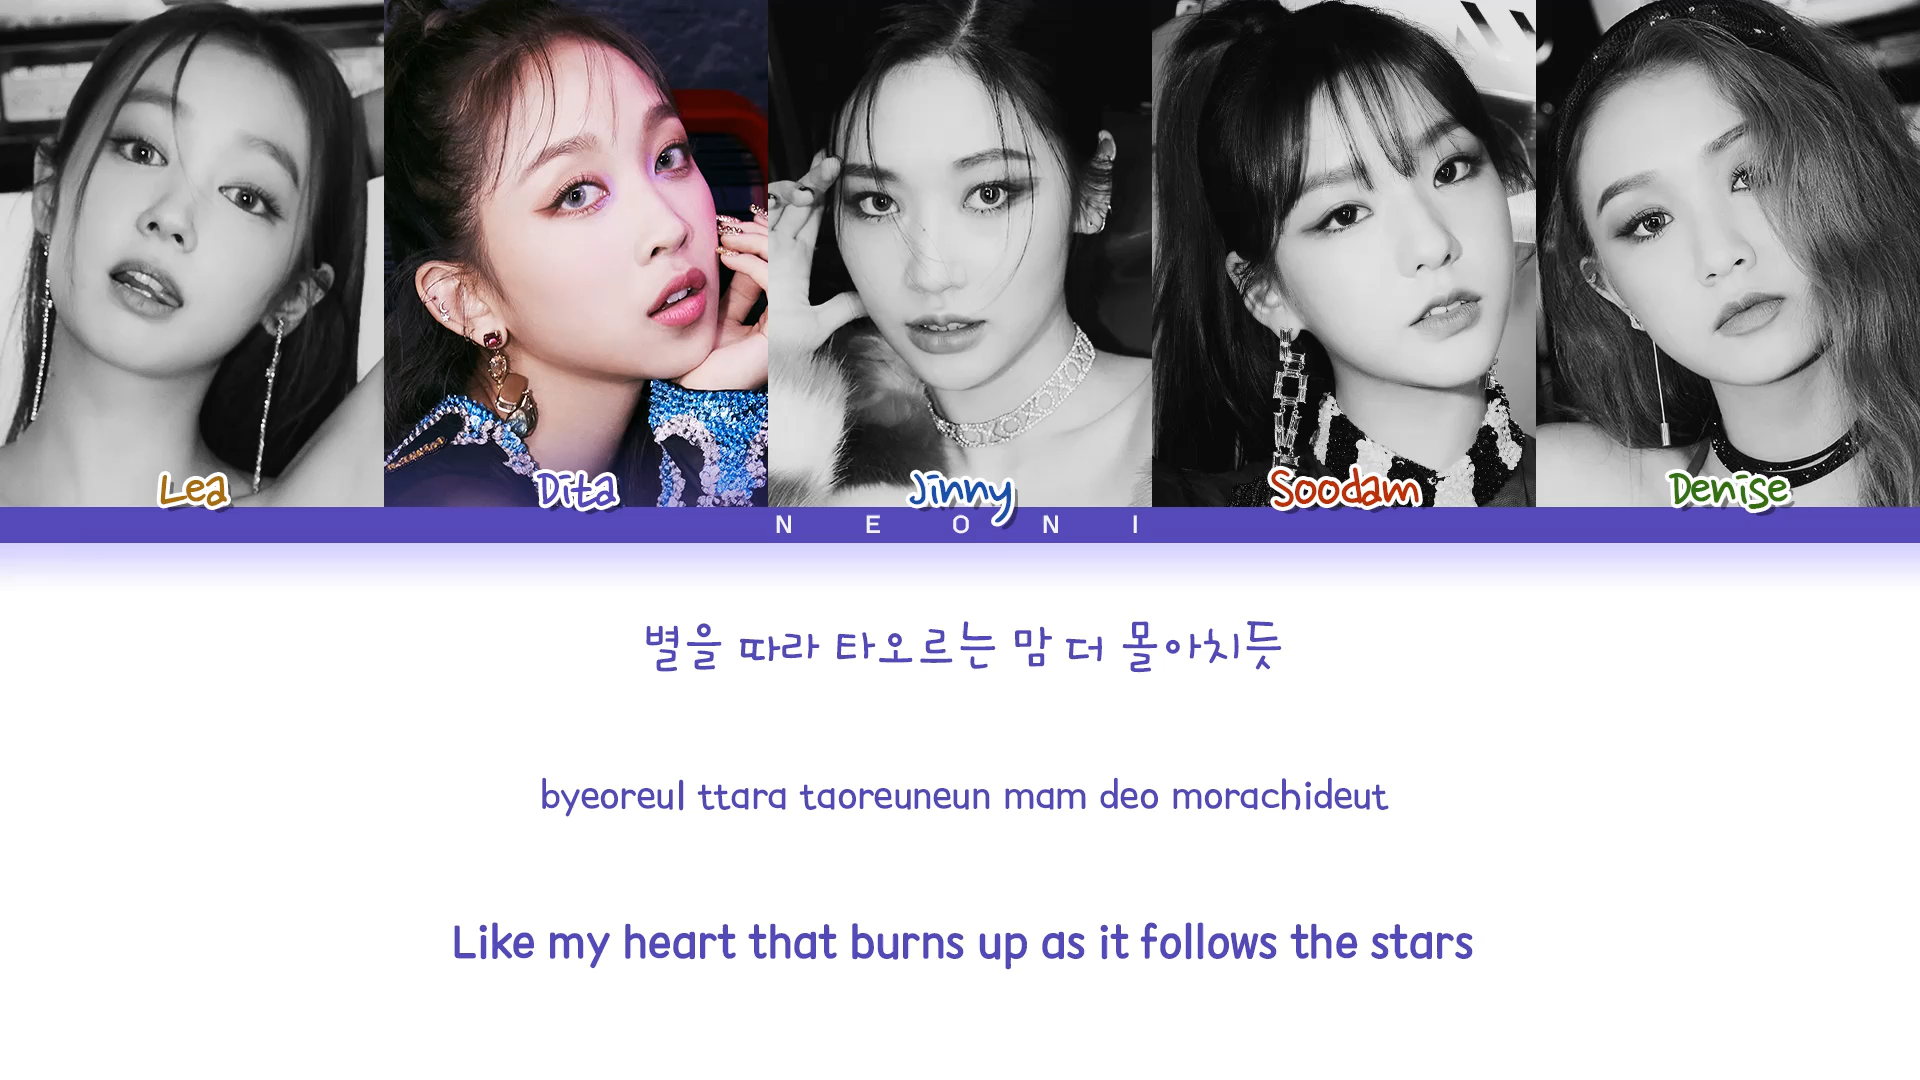 Lea
Dita
Jinny
Soodam
Denise
NEONI
별을 따라 타오르는 맘 더 몰아치듯
byeoreul ttara taoreuneun mam deo morachideut
Like my heart that burns up as it follows the stars